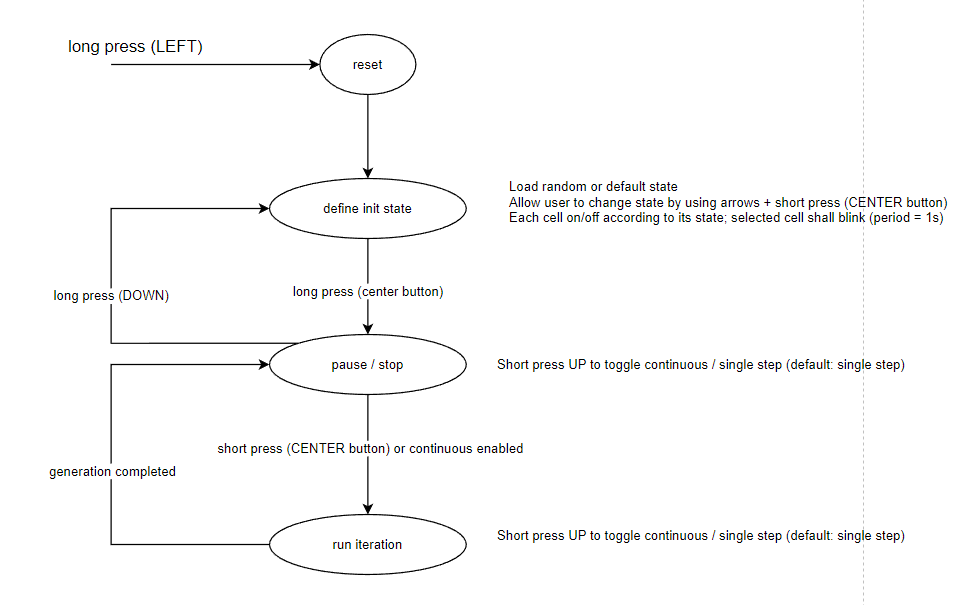 long press (LEFT)
reset
define init state
Load random or default state
Allow user to change state by using arrows + short press (CENTER button)
Each cell on/off according to its state; selected cell shall blink (period = 1s)
long press (DOWN)
long press (center button)
pause / stop
Short press UP to toggle continuous / single step (default: single step)
short press (CENTER button) or continuous enabled
generation completed
run iteration
Short press UP to toggle continuous / single step (default: single step)